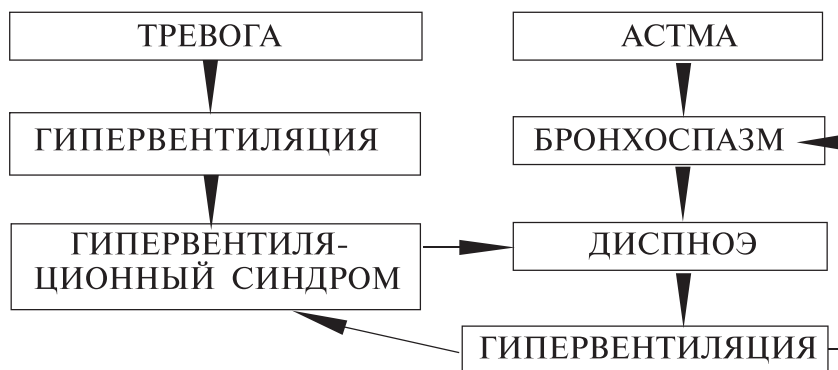 ТРЕВОГА
АСТМА
ГИПЕРВЕНТИЛЯЦИЯ
БРОНХОСПАЗМ
ГИПЕРВЕНТИЛЯ-
ЦИОННЫЙ СИНДРОМ
ДИСПНОЭ
ГИПЕРВЕНТИЛЯЦИЯ